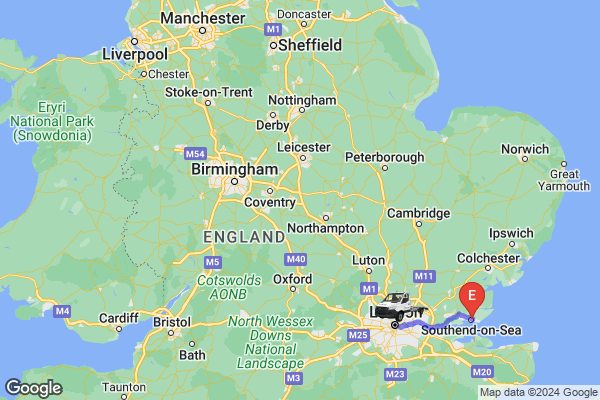 Doncaster
Manchester
M1
Liverpool
Sheffield
Chester
Stoke-on-Trent
Eryri
National Park
(Snowdonia)
Nottingham
Derby
M54
Leicester
Peterborough
Norwich
Birmingham
Great
Yarmouth
Coventry
Northampton
Cambridge
ENGLAND
Ipswich
M5
M40
Luton
M11
Colchester
Cotswolds
AONB
Oxford
M1
E
M4
Cardiff
Bristol
North Wessex
Downs
National
Landscape
M25
Southend-on-Sea
Bath
M20
M3
M23
Taunton
Google
Map data ©2024 Google